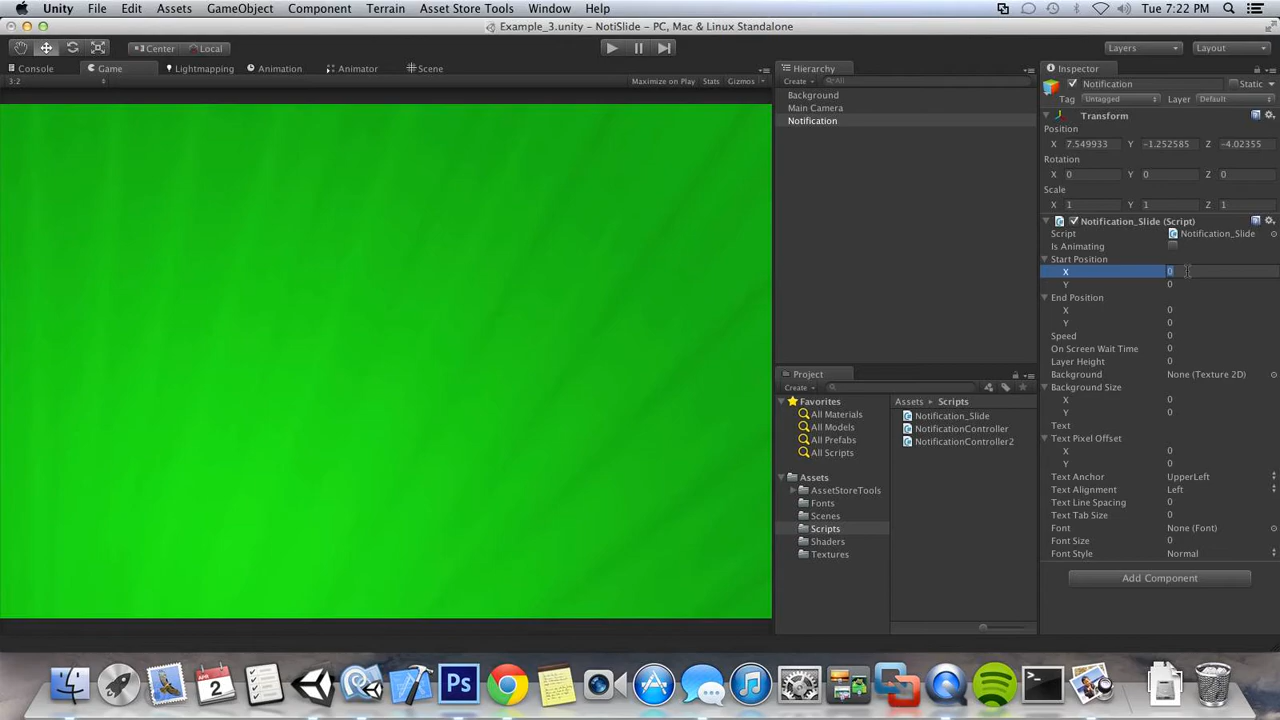 Unity File Edit Assets GameObject Component Terrain Asset Store Tools Window Help Tue 7:22 PM
Example_3.unity - NotiSlide - PC, Mac & Linux Standalone
Center Local Layers Layout
Console Game Lightmapping Animation Animator Scene
3:2 Maximize on Play Stats Gizmos
Hierarchy
Create All
Background
Main Camera
Notification
Project
Create
Favorites
All Materials
All Models
All Prefabs
All Scripts
Assets
AssetStoreTools
Fonts
Scenes
Scripts
Shaders
Textures
Assets Scripts
Notification_Slide
NotificationController
NotificationController2
Inspector
Notification Static
Tag Untagged Layer Default
Transform
Position
X 7.549933 Y -1.252585 Z -4.02355
Rotation
X 0 Y 0 Z 0
Scale
X 1 Y 1 Z 1
Notification_Slide (Script)
Script Notification_Slide
Is Animating
Start Position
X 0
Y 0
End Position
X 0
Y 0
Speed 0
On Screen Wait Time 0
Layer Height 0
Background None (Texture 2D)
Background Size
X 0
Y 0
Text
Text Pixel Offset
X 0
Y 0
Text Anchor UpperLeft
Text Alignment Left
Text Line Spacing 0
Text Tab Size 0
Font None (Font)
Font Size 0
Font Style Normal
Add Component
APR
2
Ps